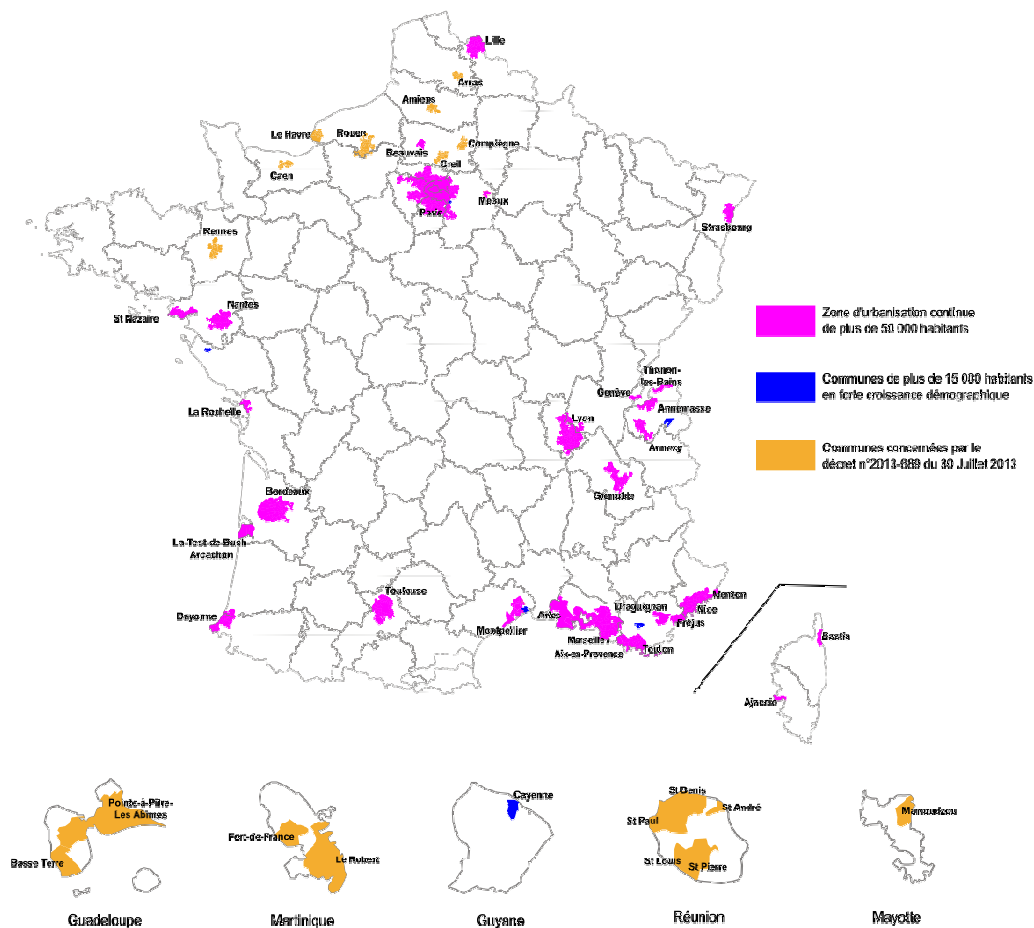 Lille
Arras
Amiens
Le Havre
Rouen
Beauvais
Compiègne
Creil
Caen
Paris
Meaux
Strasbourg
Rennes
Nantes
St Nazaire
Zone d'urbanisation continue
de plus de 50 000 habitants
Communes de plus de 15 000 habitants
en forte croissance démographique
Communes concernées par le
décret n°2013-689 du 30 Juillet 2013
Thonon-
les-Bains
Genève
Annemasse
Annecy
La Rochelle
Lyon
Grenoble
Bordeaux
La-Test-de-Buch
Arcachon
Bayonne
Toulouse
Montpellier
Arles
Draguignan
Menton
Nice
Fréjus
Marseille
Aix-en-Provence
Toulon
Bastia
Ajaccio
Pointe-à-Pitre-
Les Abîmes
Basse Terre
Fort-de-France
Le Robert
Cayenne
St Denis
St André
St Paul
St Louis
St Pierre
Mamoudzou
Guadeloupe
Martinique
Guyane
Réunion
Mayotte